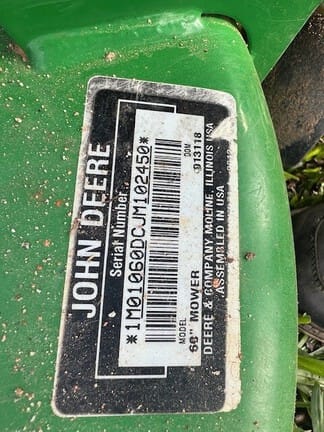 JOHN DEERE
Serial Number
*1M01060DCJM102450*
MODEL
60" MOWER
DOM
013118
DEERE & COMPANY MOLINE, ILLINOIS USA
ASSEMBLED IN USA